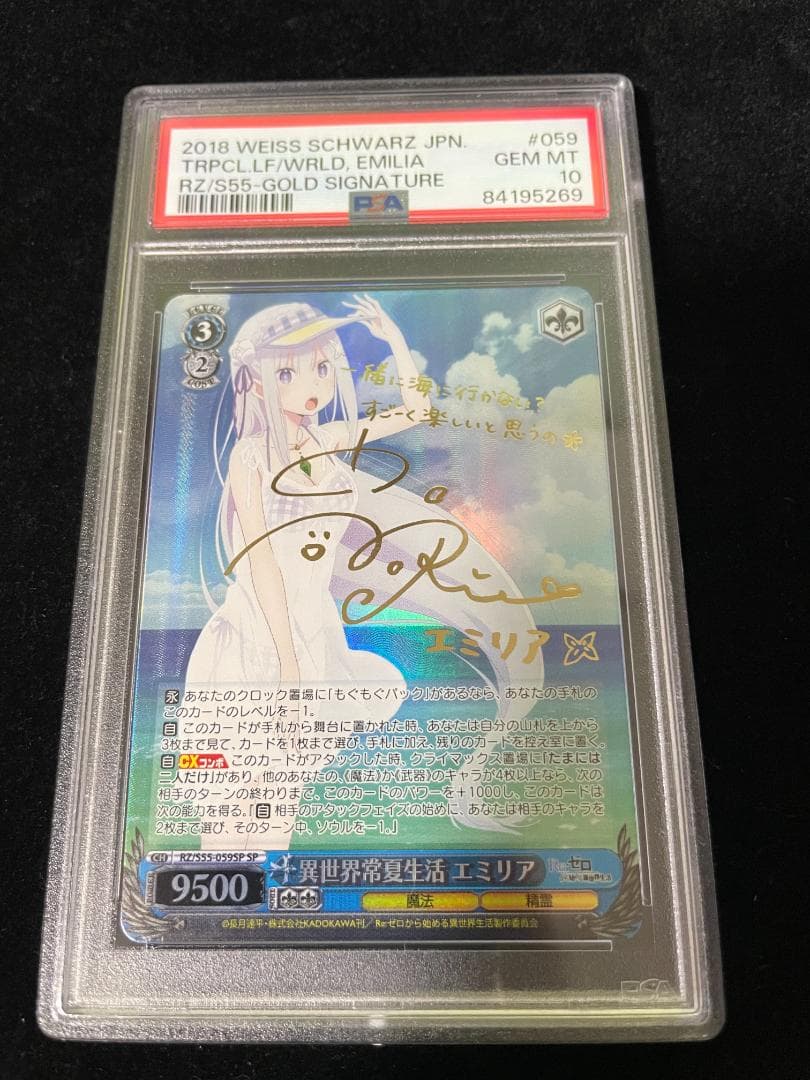 2018 WEISS SCHWARZ JPN. #059
TRPCL.LF/WRLD, EMILIA GEM MT
RZ/S55-GOLD SIGNATURE 10
PSA 84195269
LEVEL
3
2
COST
一緒に海に行かない?
すごーく楽しいと思うの
Rie
エミリア
永 あなたのクロック置場に「もぐもぐパック」があるなら、あなたの手札の
このカードのレベルを-1。
自 このカードが手札から舞台に置かれた時、あなたは自分の山札を上から
3枚まで見て、カードを1枚まで選び、手札に加え、残りのカードを控え室に置く。
自 CXコンボ このカードがアタックした時、クライマックス置場に「たまには
二人だけ」があり、他のあなたの、《魔法》か《武器》のキャラが4枚以上なら、次の
相手のターンの終わりまで、このカードのパワーを+1000し、このカードは
次の能力を得る。『自 相手のアタックフェイズの始めに、あなたは相手のキャラを
2枚まで選び、そのターン中、ソウルを-1。』
CH RZ/S55-059SP SP
異世界常夏生活 エミリア
Re:ゼロ
9500
魔法 精霊
©長月達平・株式会社KADOKAWA刊/Re:ゼロから始める異世界生活製作委員会
PSA